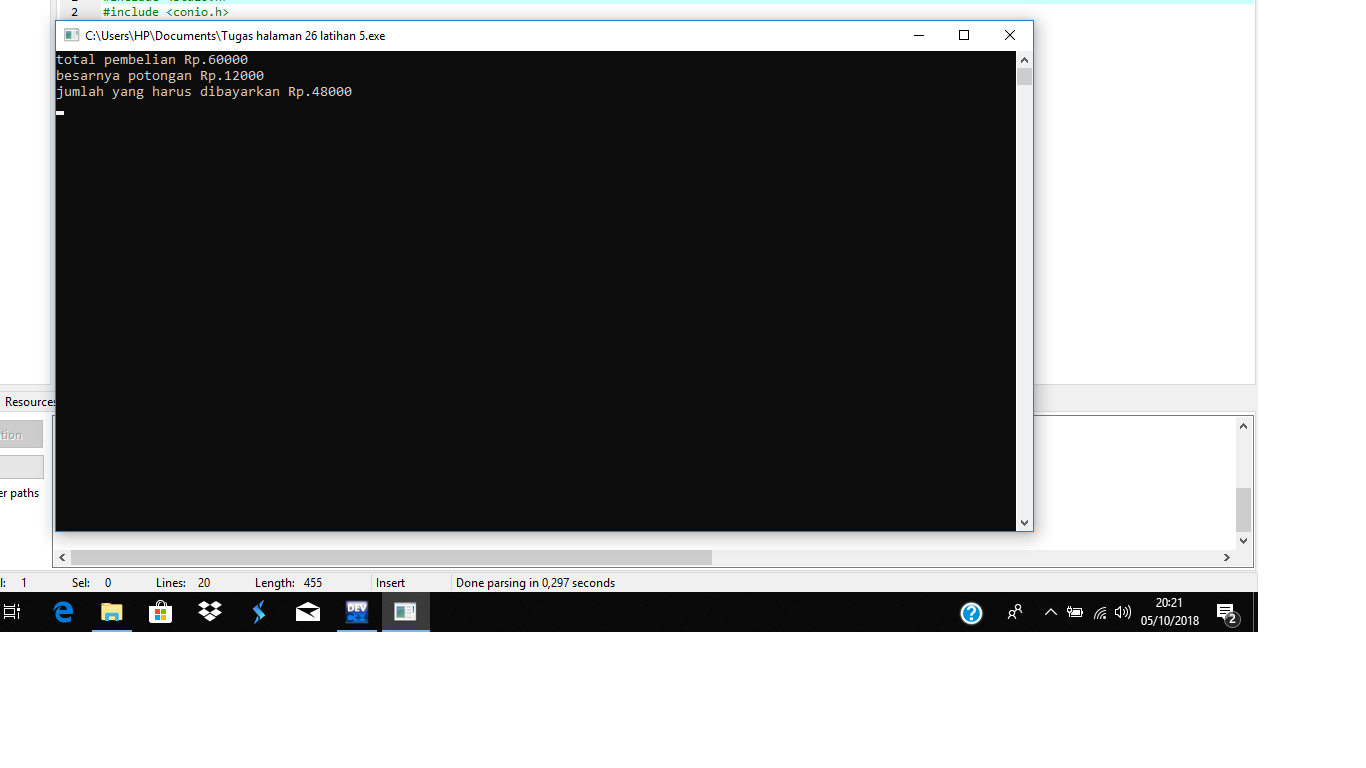 2 #include <conio.h>
C:\Users\HP\Documents\Tugas halaman 26 latihan 5.exe
total pembelian Rp.60000
besarnya potongan Rp.12000
jumlah yang harus dibayarkan Rp.48000
Resources
tion
er paths
l: 1 Sel: 0 Lines: 20 Length: 455 Insert Done parsing in 0,297 seconds
DEV
20:21
05/10/2018
2